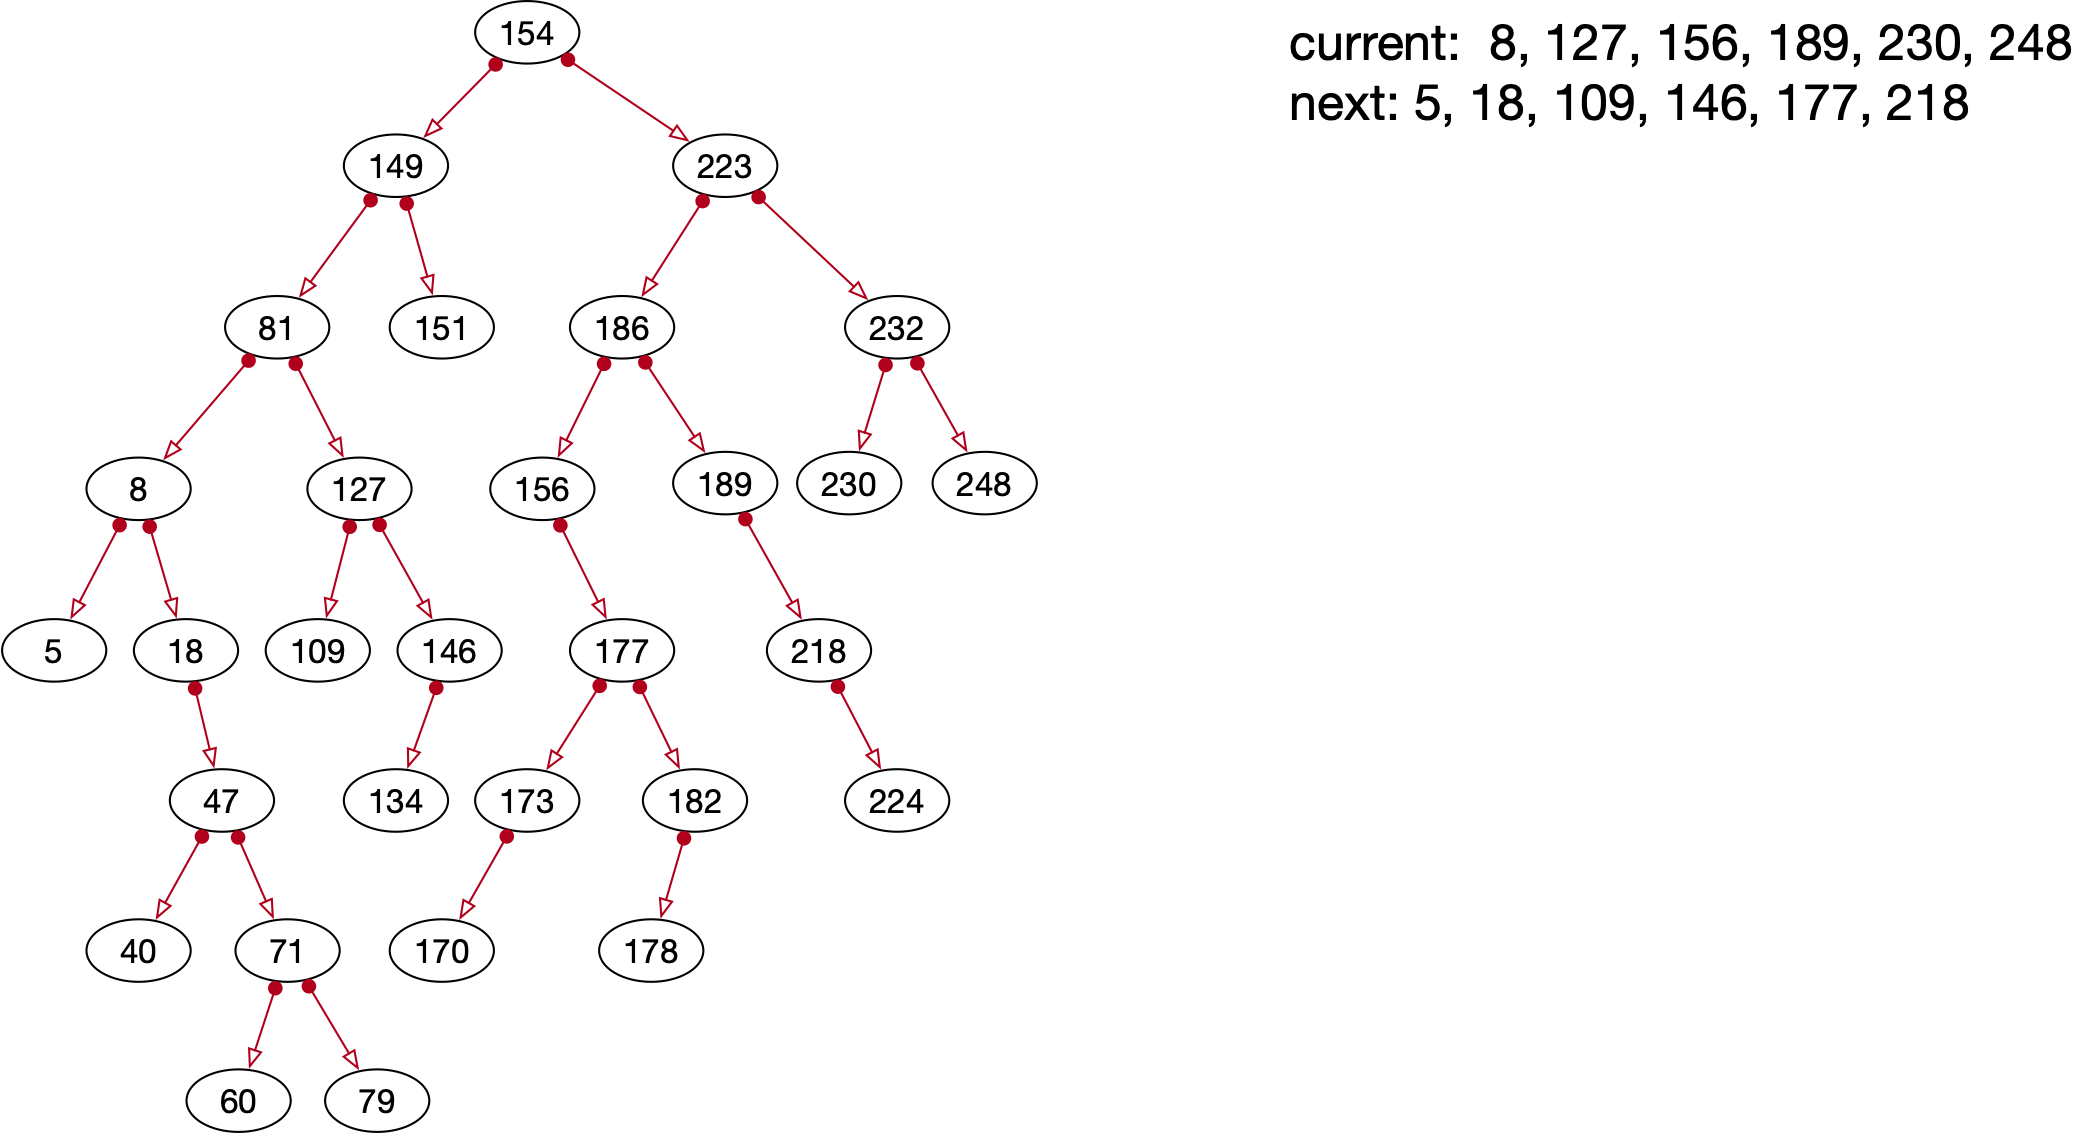 154
current: 8, 127, 156, 189, 230, 248
next: 5, 18, 109, 146, 177, 218
149 223
81 151 186 232
8 127 156 189 230 248
5 18 109 146 177 218
47 134 173 182 224
40 71 170 178
60 79